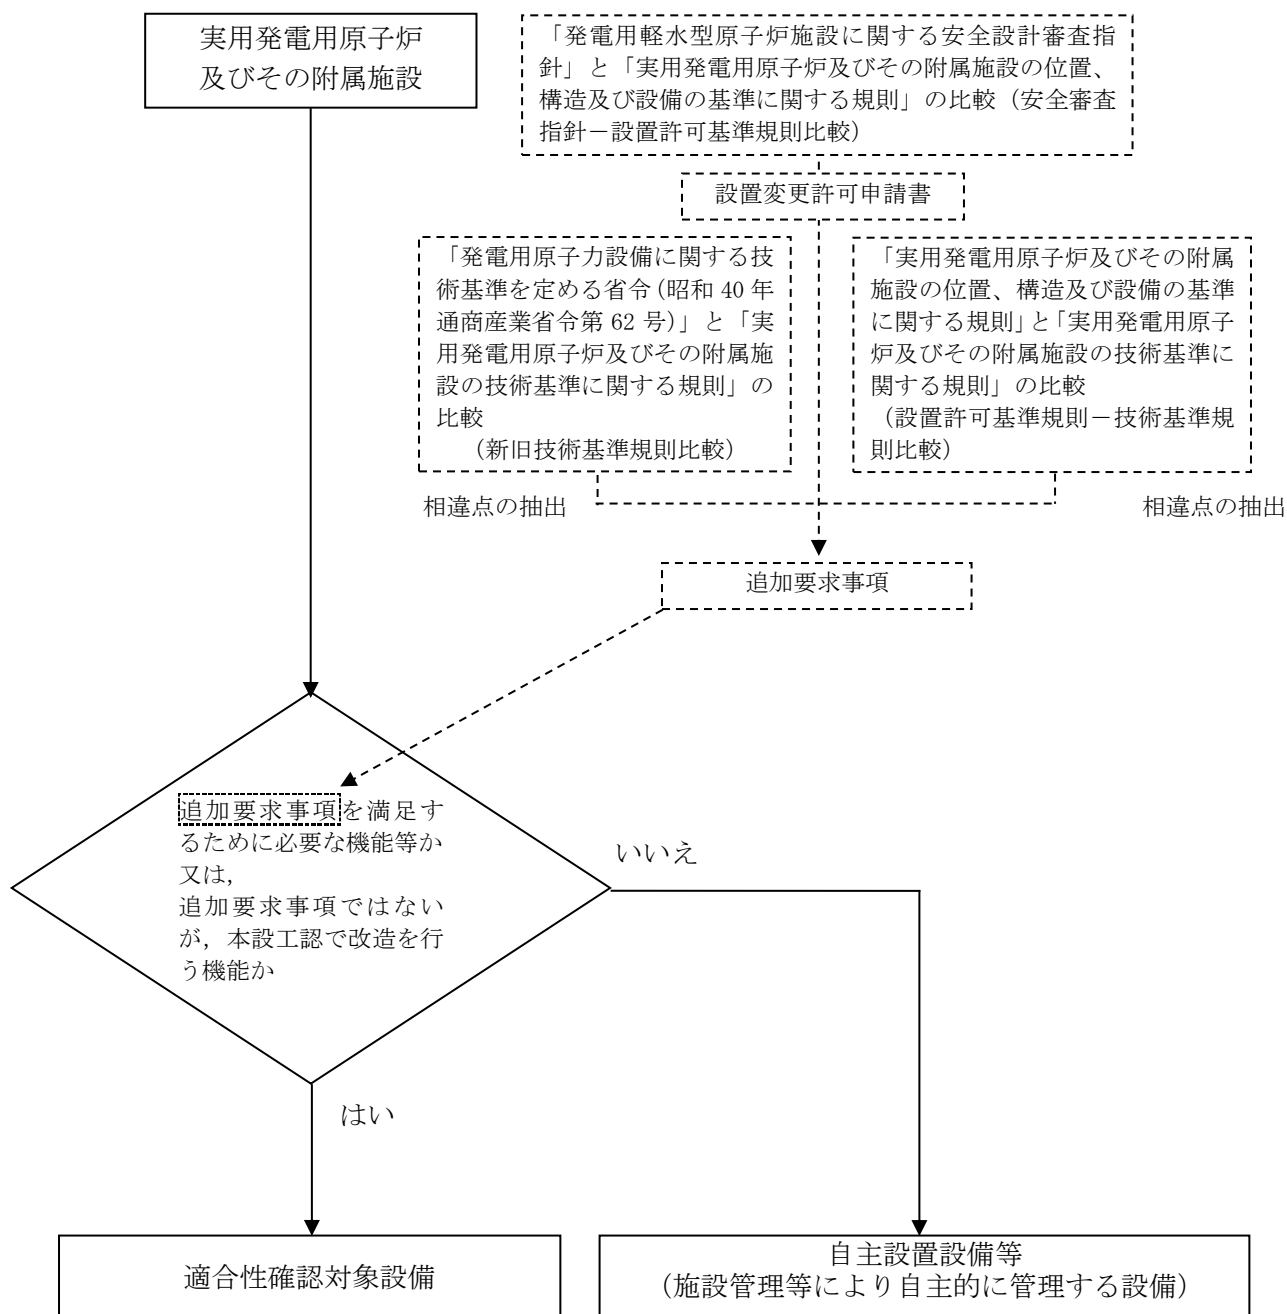 実用発電用原子炉
及びその附属施設
「発電用軽水型原子炉施設に関する安全設計審査指
針」と「実用発電用原子炉及びその附属施設の位置、
構造及び設備の基準に関する規則」の比較（安全審査
指針－設置許可基準規則比較）
設置変更許可申請書
「発電用原子力設備に関する技
術基準を定める省令（昭和 40 年
通商産業省令第 62 号）」と「実
用発電用原子炉及びその附属施
設の技術基準に関する規則」の
比較
（新旧技術基準規則比較）
「実用発電用原子炉及びその附属
施設の位置、構造及び設備の基準
に関する規則」と「実用発電用原子
炉及びその附属施設の技術基準に
関する規則」の比較
（設置許可基準規則－技術基準規
則比較）
相違点の抽出
相違点の抽出
追加要求事項
追加要求事項を満足す
るために必要な機能等か
又は，
追加要求事項ではない
が，本設工認で改造を行
う機能か
いいえ
はい
適合性確認対象設備
自主設置設備等
（施設管理等により自主的に管理する設備）